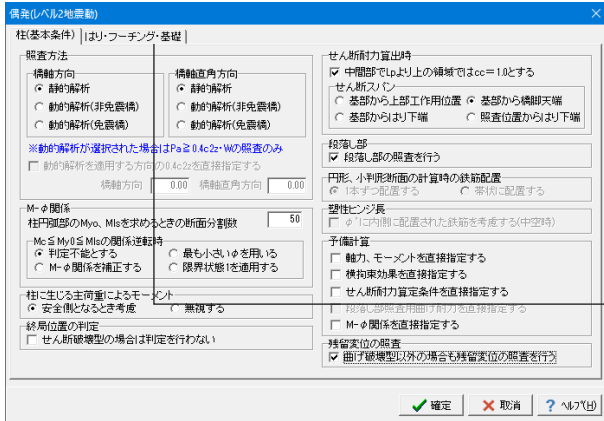 偶発(レベル2地震動)
柱(基本条件) はり・フーチング・基礎
照査方法
橋軸方向
静的解析
動的解析(非免震橋)
動的解析(免震橋)
橋軸直角方向
静的解析
動的解析(非免震橋)
動的解析(免震橋)
※動的解析が選択された場合はPa≧0.4c2z・Wの照査のみ
動的解析を適用する方向の0.4c2zを直接指定する
橋軸方向 0.00 橋軸直角方向 0.00
M-φ関係
柱円弧部のMyo、Mlsを求めるときの断面分割数 50
Mc≦My0≦Mlsの関係逆転時
判定不能とする 最も小さいφを用いる
M-φ関係を補正する 限界状態1を適用する
柱に生じる主荷重によるモーメント
安全側となるとき考慮 無視する
終局位置の判定
せん断破壊型の場合は判定を行わない
せん断耐力算出時
中間部でLpより上の領域ではcc=1.0とする
せん断スパン
基部から上部工作用位置 基部から橋脚天端
基部からはり下端 照査位置からはり下端
段落し部
段落し部の照査を行う
円形、小判形断面の計算時の鉄筋配置
1本ずつ配置する 帯状に配置する
塑性ヒンジ長
φ'に内側に配置された鉄筋を考慮する(中空時)
予備計算
軸力、モーメントを直接指定する
横拘束効果を直接指定する
せん断耐力算定条件を直接指定する
段落し部照査用曲げ耐力を直接指定する
M-φ関係を直接指定する
残留変位の照査
曲げ破壊型以外の場合も残留変位の照査を行う
確定 取消 ? ヘルプ(H)